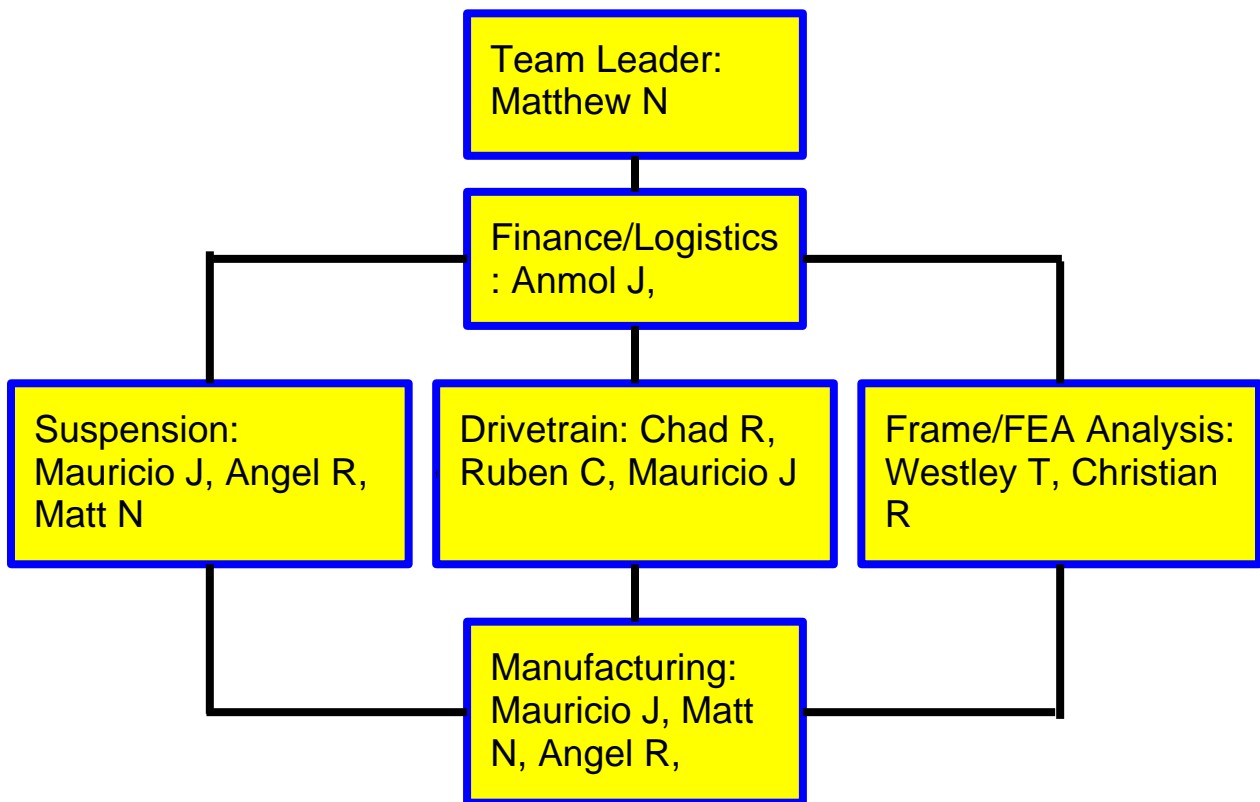 Team Leader:
Matthew N
Finance/Logistics
: Anmol J,
Suspension:
Mauricio J, Angel R,
Matt N
Drivetrain: Chad R,
Ruben C, Mauricio J
Frame/FEA Analysis:
Westley T, Christian
R
Manufacturing:
Mauricio J, Matt
N, Angel R,